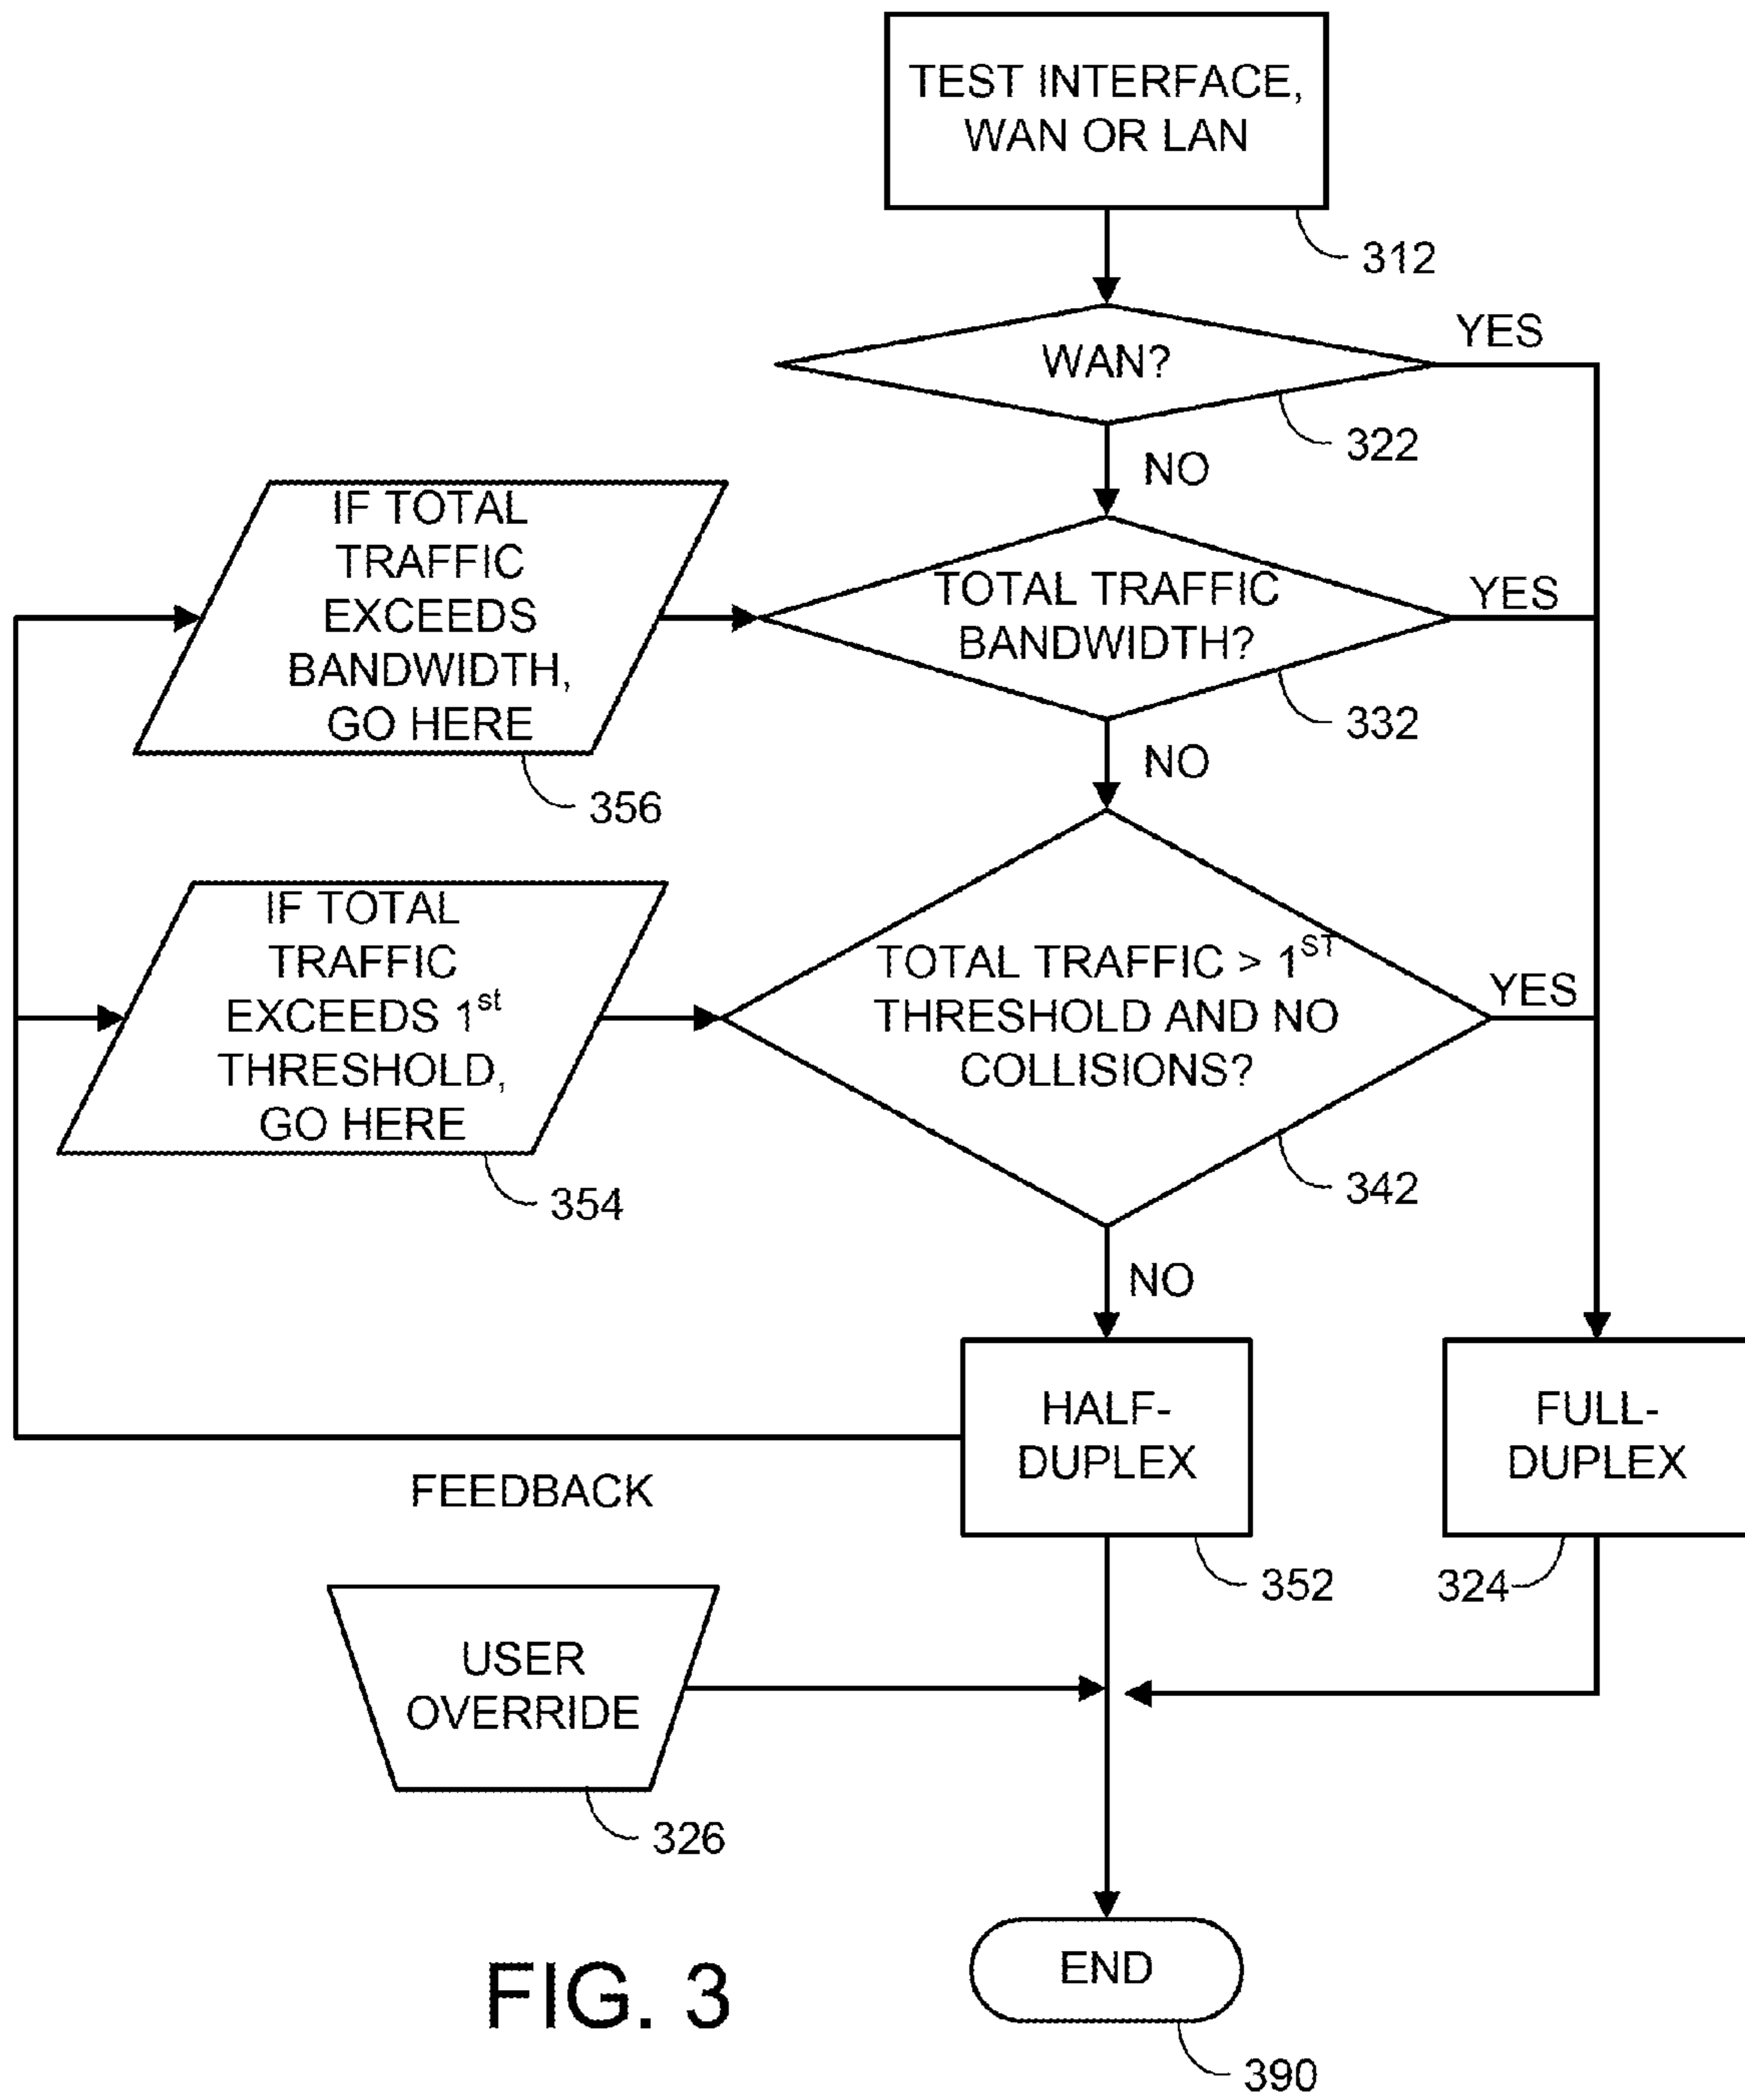 TEST INTERFACE,
WAN OR LAN
312
WAN?
YES
322
NO
IF TOTAL
TRAFFIC
EXCEEDS
BANDWIDTH,
GO HERE
356
TOTAL TRAFFIC
BANDWIDTH?
YES
332
NO
IF TOTAL
TRAFFIC
EXCEEDS 1st
THRESHOLD,
GO HERE
354
TOTAL TRAFFIC > 1ST
THRESHOLD AND NO
COLLISIONS?
YES
342
NO
HALF-
DUPLEX
352
FULL-
DUPLEX
324
FEEDBACK
USER
OVERRIDE
326
END
390
FIG. 3